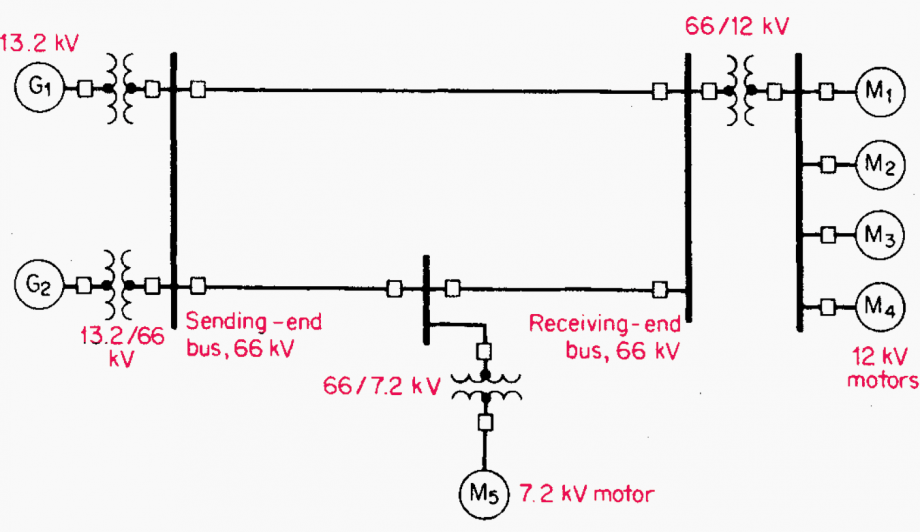 66/12 kV
13.2 kV
G1
M1
M2
M3
G2
M4
Sending-end
bus, 66 kV
Receiving-end
bus, 66 kV
13.2/66
kV
12 kV
motors
66/7.2 kV
M5
7.2 kV motor